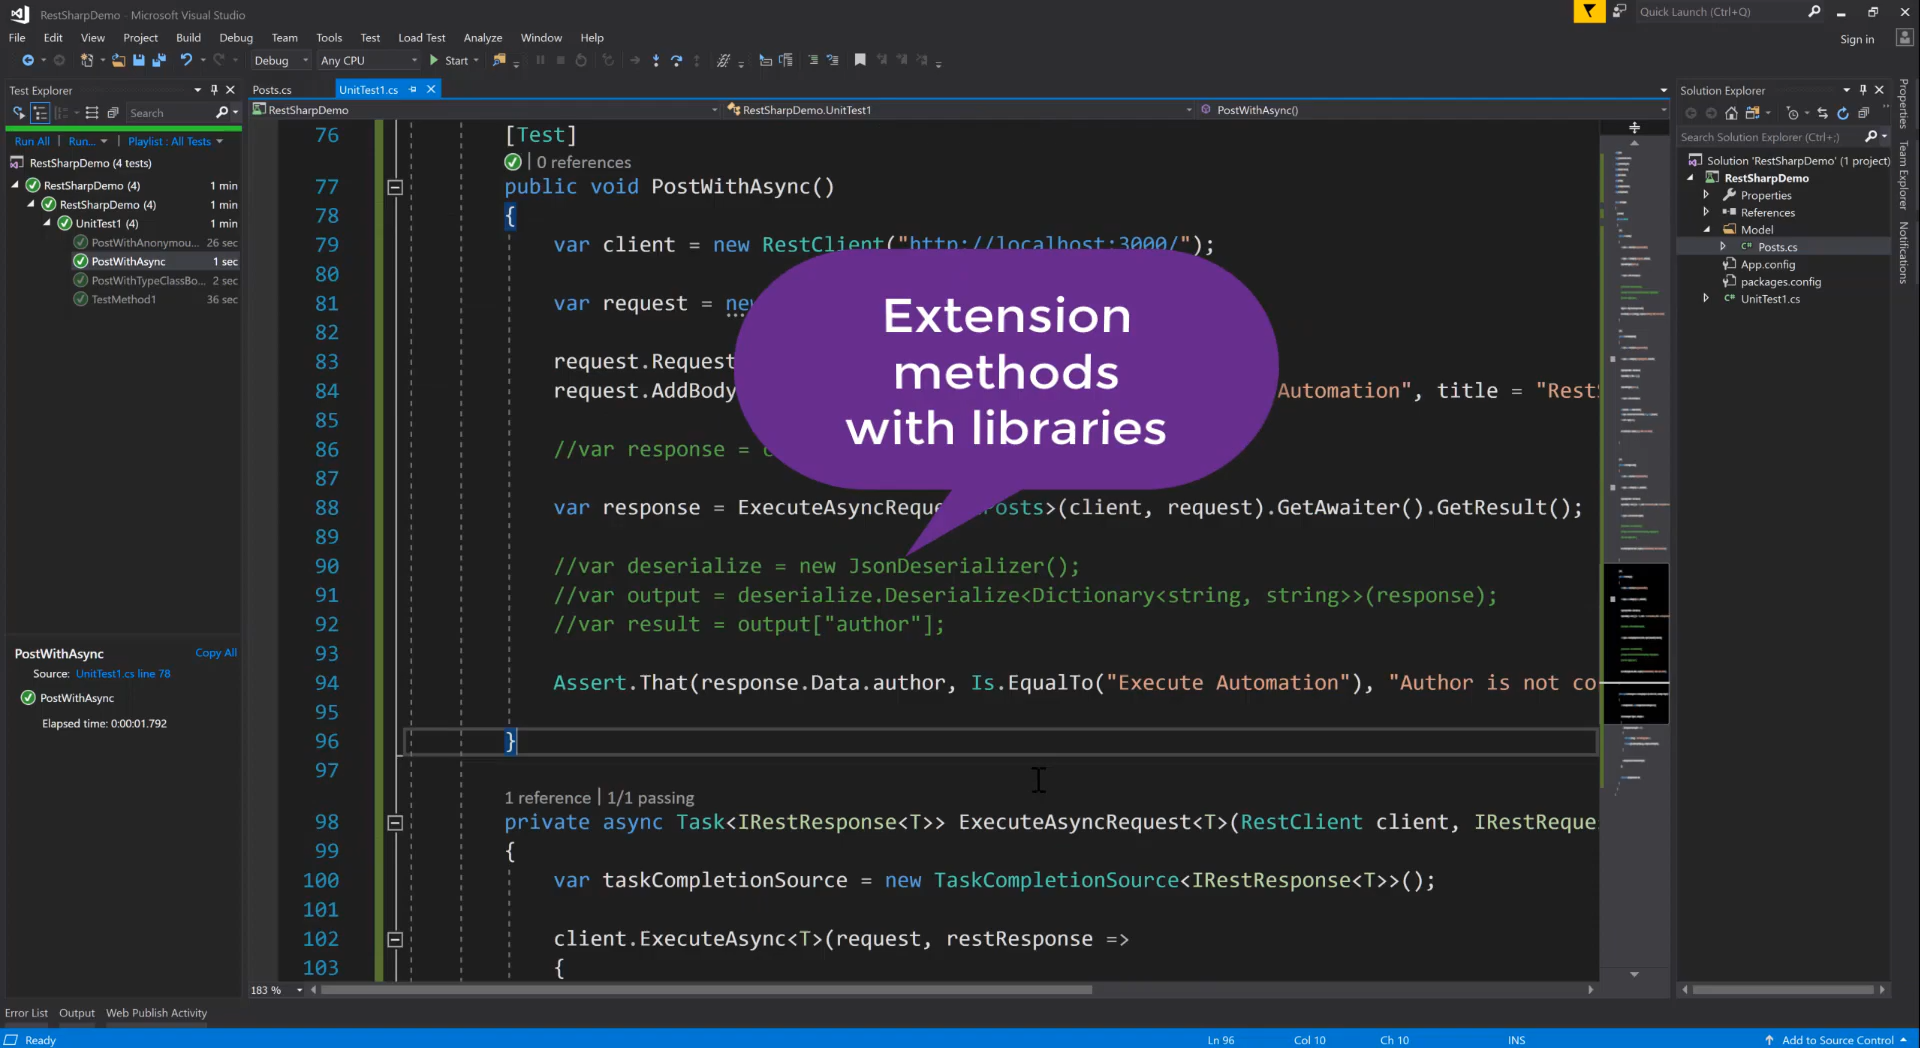 RestSharpDemo - Microsoft Visual Studio
Quick Launch (Ctrl+Q)
File Edit View Project Build Debug Team Tools Test Load Test Analyze Window Help
Sign in
Debug Any CPU Start
Test Explorer
Search
Run All Run... Playlist : All Tests
RestSharpDemo (4 tests)
RestSharpDemo (4) 1 min
RestSharpDemo (4) 1 min
UnitTest1 (4) 1 min
PostWithAnonymou... 26 sec
PostWithAsync 1 sec
PostWithTypeClassBo... 2 sec
TestMethod1 36 sec
PostWithAsync Copy All
Source: UnitTest1.cs line 78
PostWithAsync
Elapsed time: 0:00:01.792
Posts.cs UnitTest1.cs
RestSharpDemo RestSharpDemo.UnitTest1 PostWithAsync()
76 [Test]
0 references
77 public void PostWithAsync()
78 {
79 var client = new RestClient("http://localhost:3000/");
80
81 var request = new
82
83 request.Request
84 request.AddBody Automation", title = "Rest
85
86 //var response =
87
88 var response = ExecuteAsyncReque Posts>(client, request).GetAwaiter().GetResult();
89
90 //var deserialize = new JsonDeserializer();
91 //var output = deserialize.Deserialize<Dictionary<string, string>>(response);
92 //var result = output["author"];
93
94 Assert.That(response.Data.author, Is.EqualTo("Execute Automation"), "Author is not co
95
96 }
97
1 reference | 1/1 passing
98 private async Task<IRestResponse<T>> ExecuteAsyncRequest<T>(RestClient client, IRestReque
99 {
100 var taskCompletionSource = new TaskCompletionSource<IRestResponse<T>>();
101
102 client.ExecuteAsync<T>(request, restResponse =>
103 {
Extension
methods
with libraries
183 %
Solution Explorer
Search Solution Explorer (Ctrl+;)
Solution 'RestSharpDemo' (1 project)
RestSharpDemo
Properties
References
Model
Posts.cs
App.config
packages.config
UnitTest1.cs
Properties
Team Explorer
Notifications
Error List Output Web Publish Activity
Ready Ln 96 Col 10 Ch 10 INS Add to Source Control